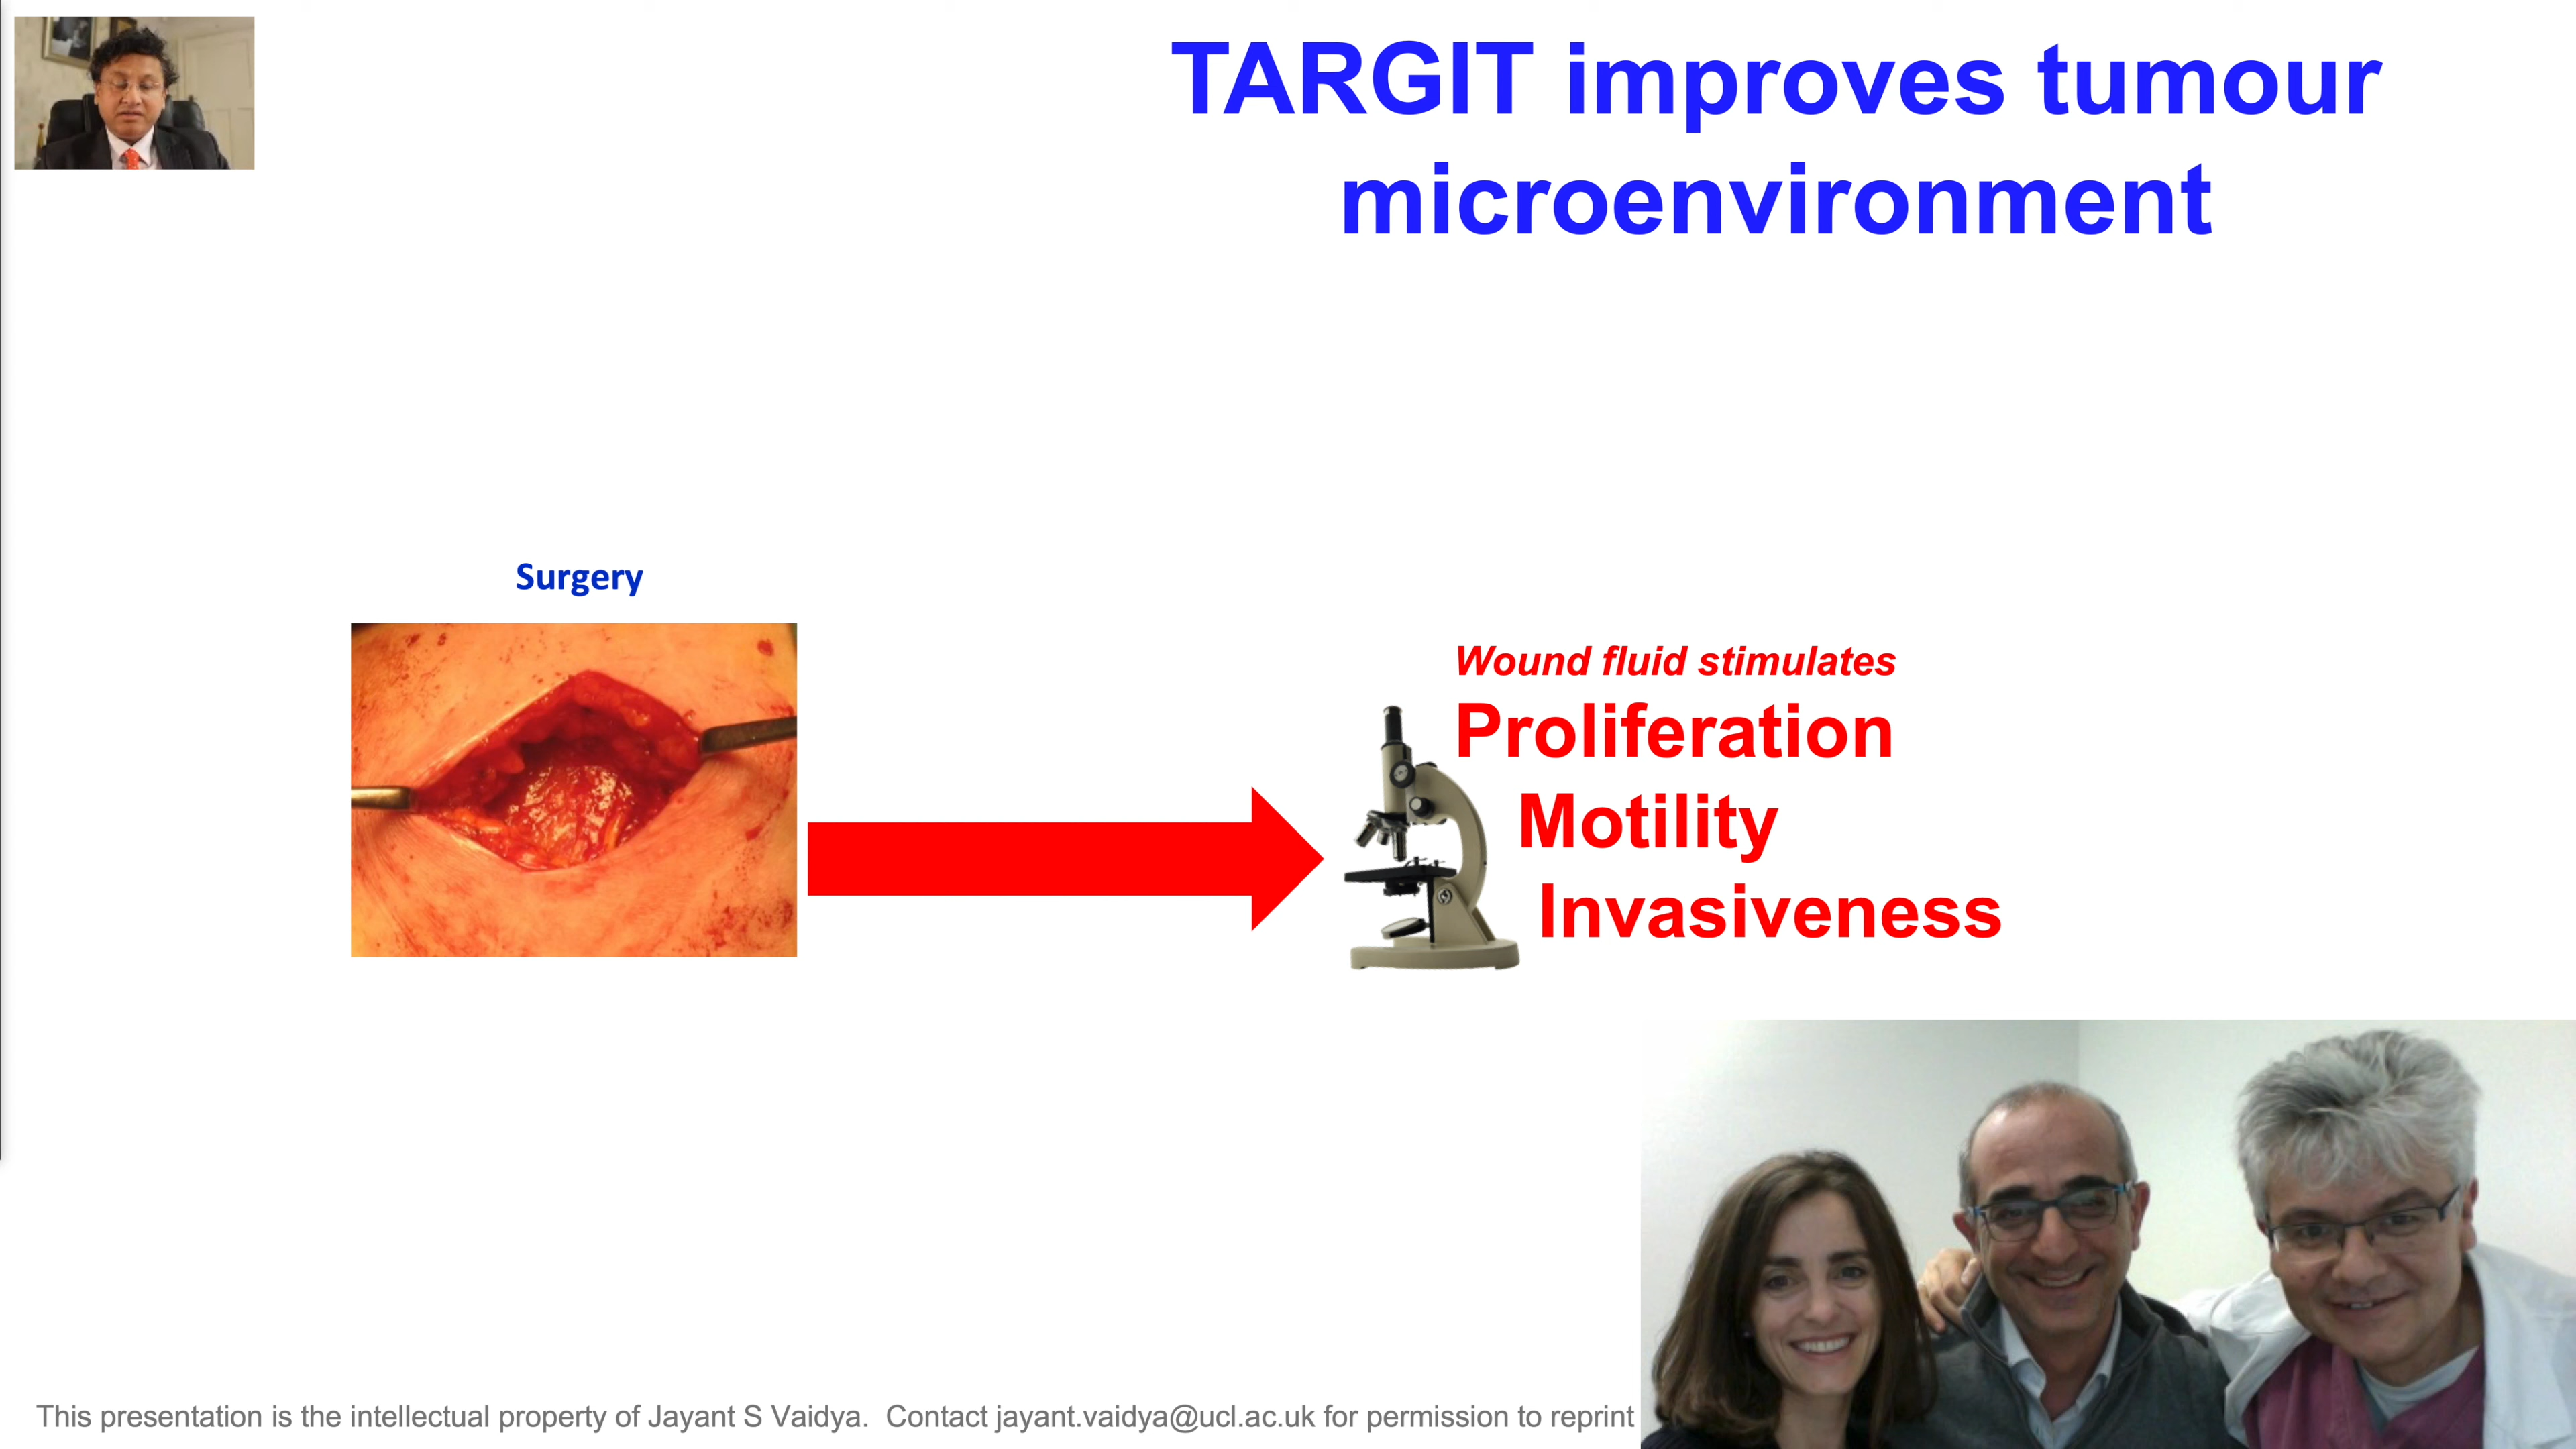 TARGIT improves tumour
microenvironment
Surgery
Wound fluid stimulates
Proliferation
Motility
Invasiveness
This presentation is the intellectual property of Jayant S Vaidya. Contact jayant.vaidya@ucl.ac.uk for permission to reprint